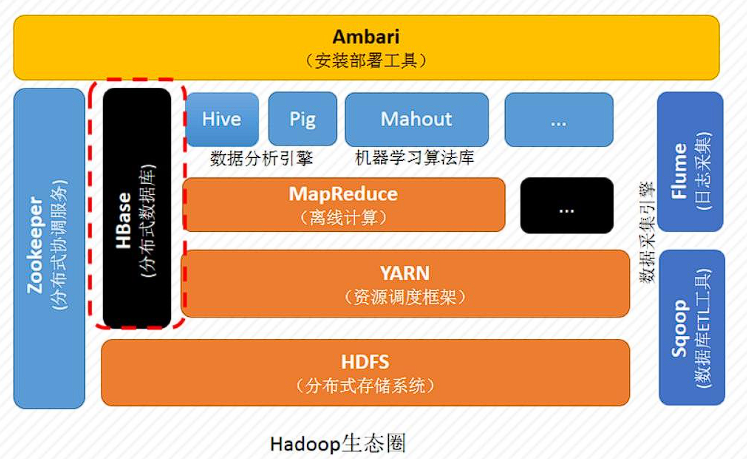 Ambari
（安装部署工具）
Zookeeper
(分布式协调服务)
HBase
(分布式数据库)
Hive
Pig
Mahout
...
数据分析引擎
机器学习算法库
MapReduce
（离线计算）
...
YARN
（资源调度框架）
HDFS
（分布式存储系统）
数据采集引擎
Flume
(日志采集)
Sqoop
(数据库ETL工具)
Hadoop生态圈